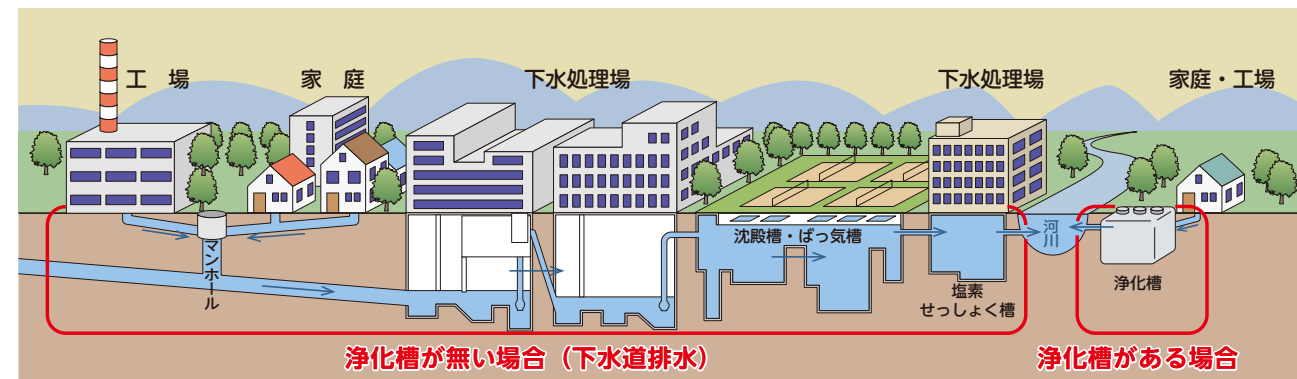 工場
家庭
下水処理場
下水処理場
家庭・工場
マンホール
沈殿槽・ばっ気槽
塩素
せっしょく槽
河川
浄化槽
浄化槽が無い場合（下水道排水）
浄化槽がある場合